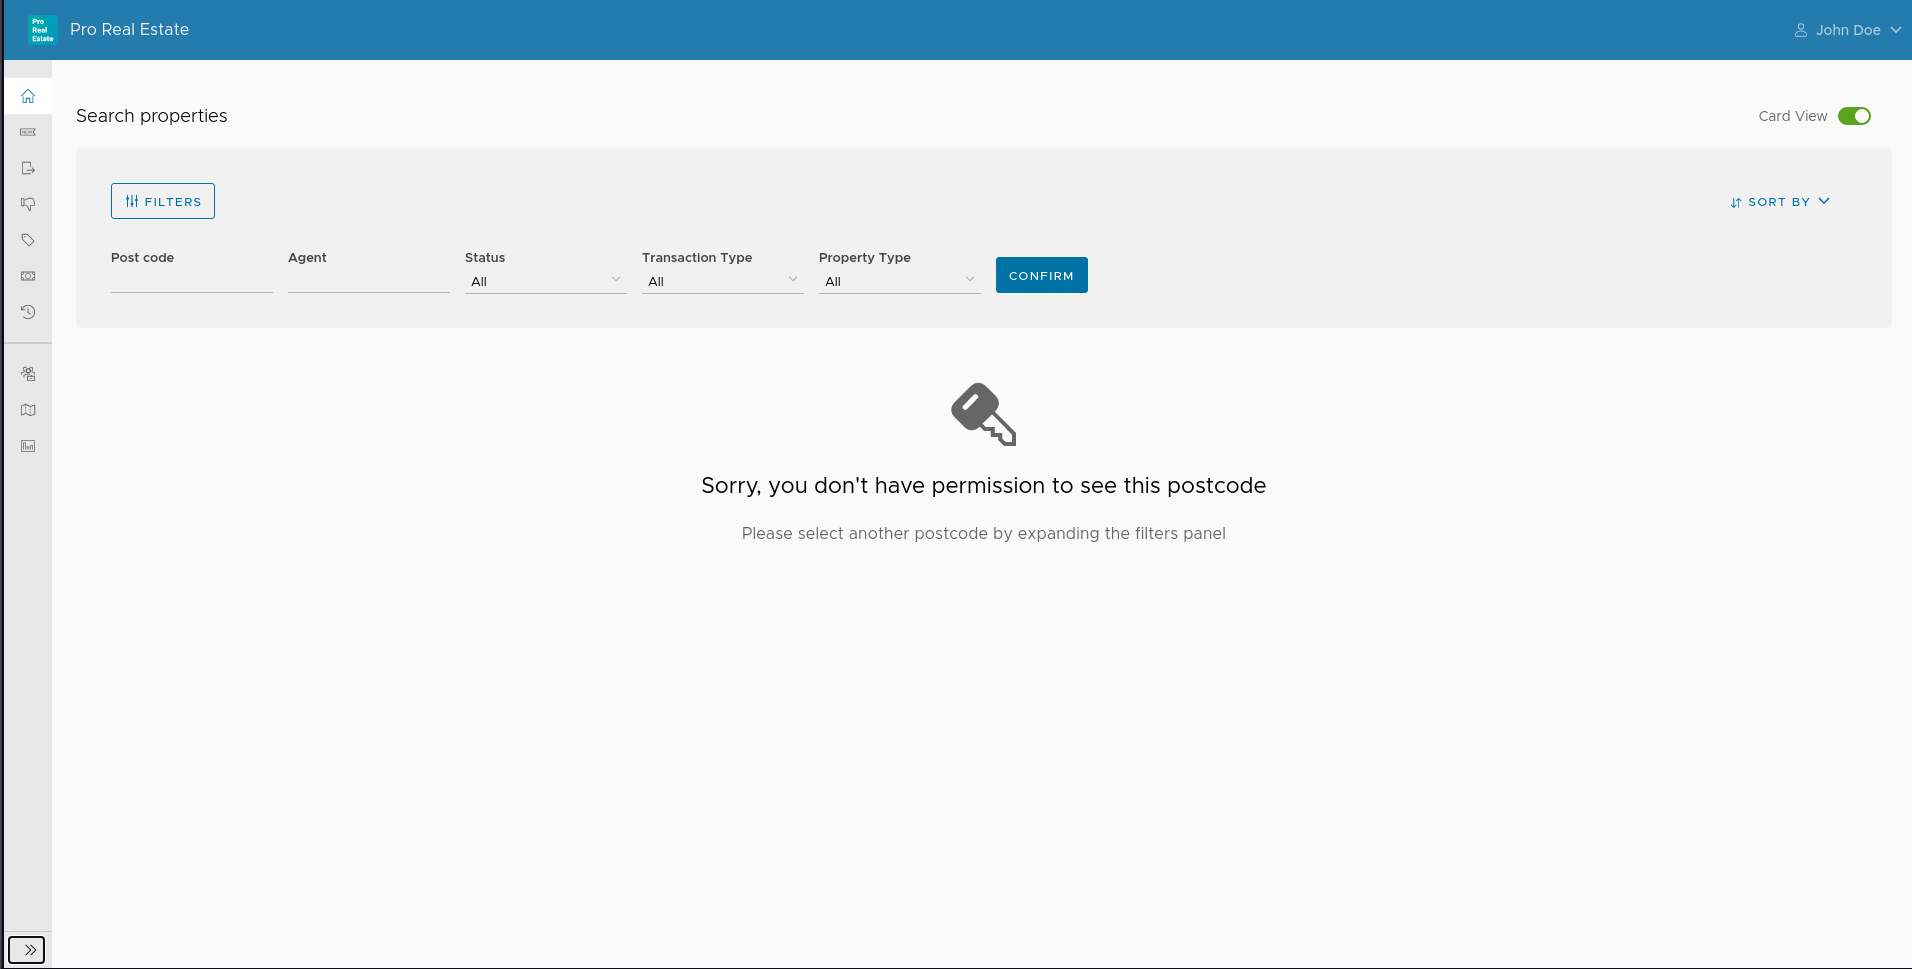 Pro
Real
Estate
Pro Real Estate
John Doe
Search properties
Card View
FILTERS
SORT BY
Post code
Agent
Status
Transaction Type
Property Type
All
All
All
CONFIRM
Sorry, you don't have permission to see this postcode
Please select another postcode by expanding the filters panel